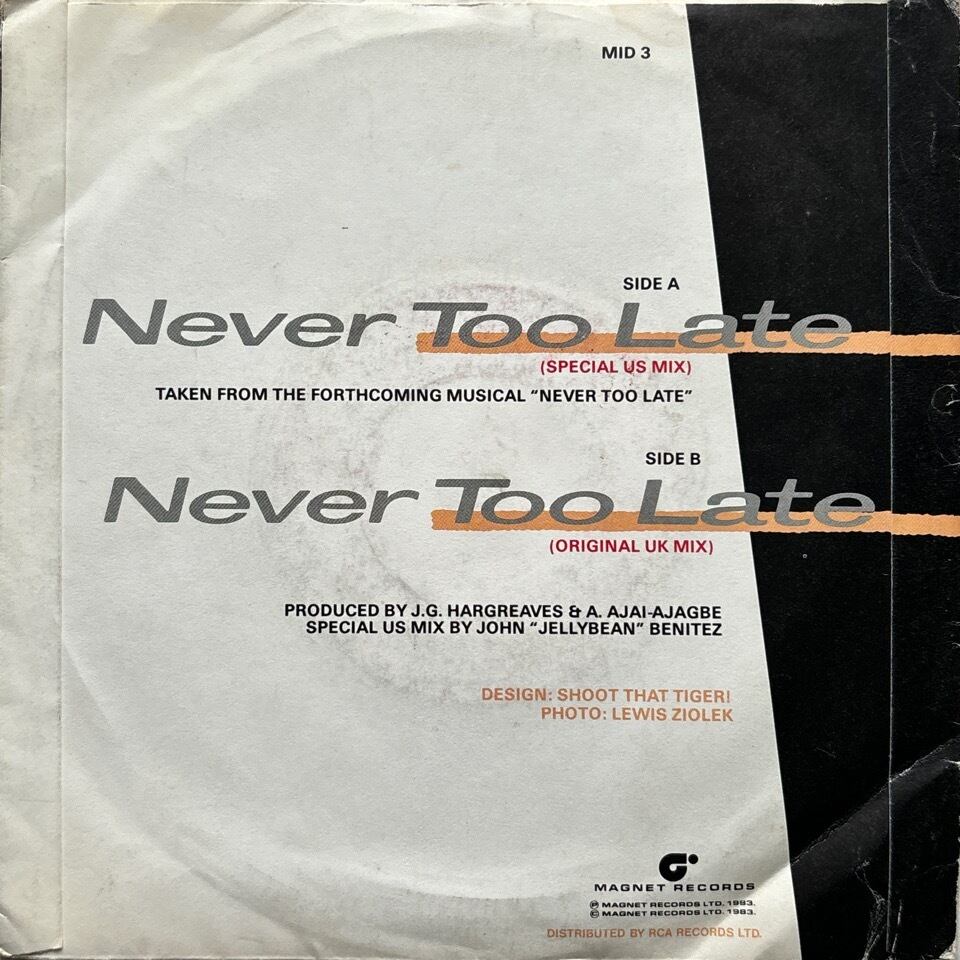 MID 3
SIDE A
Never Too Late
(SPECIAL US MIX)
TAKEN FROM THE FORTHCOMING MUSICAL "NEVER TOO LATE"
SIDE B
Never Too Late
(ORIGINAL UK MIX)
PRODUCED BY J.G. HARGREAVES & A. AJAI-AJAGBE
SPECIAL US MIX BY JOHN "JELLYBEAN" BENITEZ
DESIGN: SHOOT THAT TIGER!
PHOTO: LEWIS ZIOLEK
MAGNET RECORDS
℗ MAGNET RECORDS LTD. 1983.
© MAGNET RECORDS LTD. 1983.
DISTRIBUTED BY RCA RECORDS LTD.